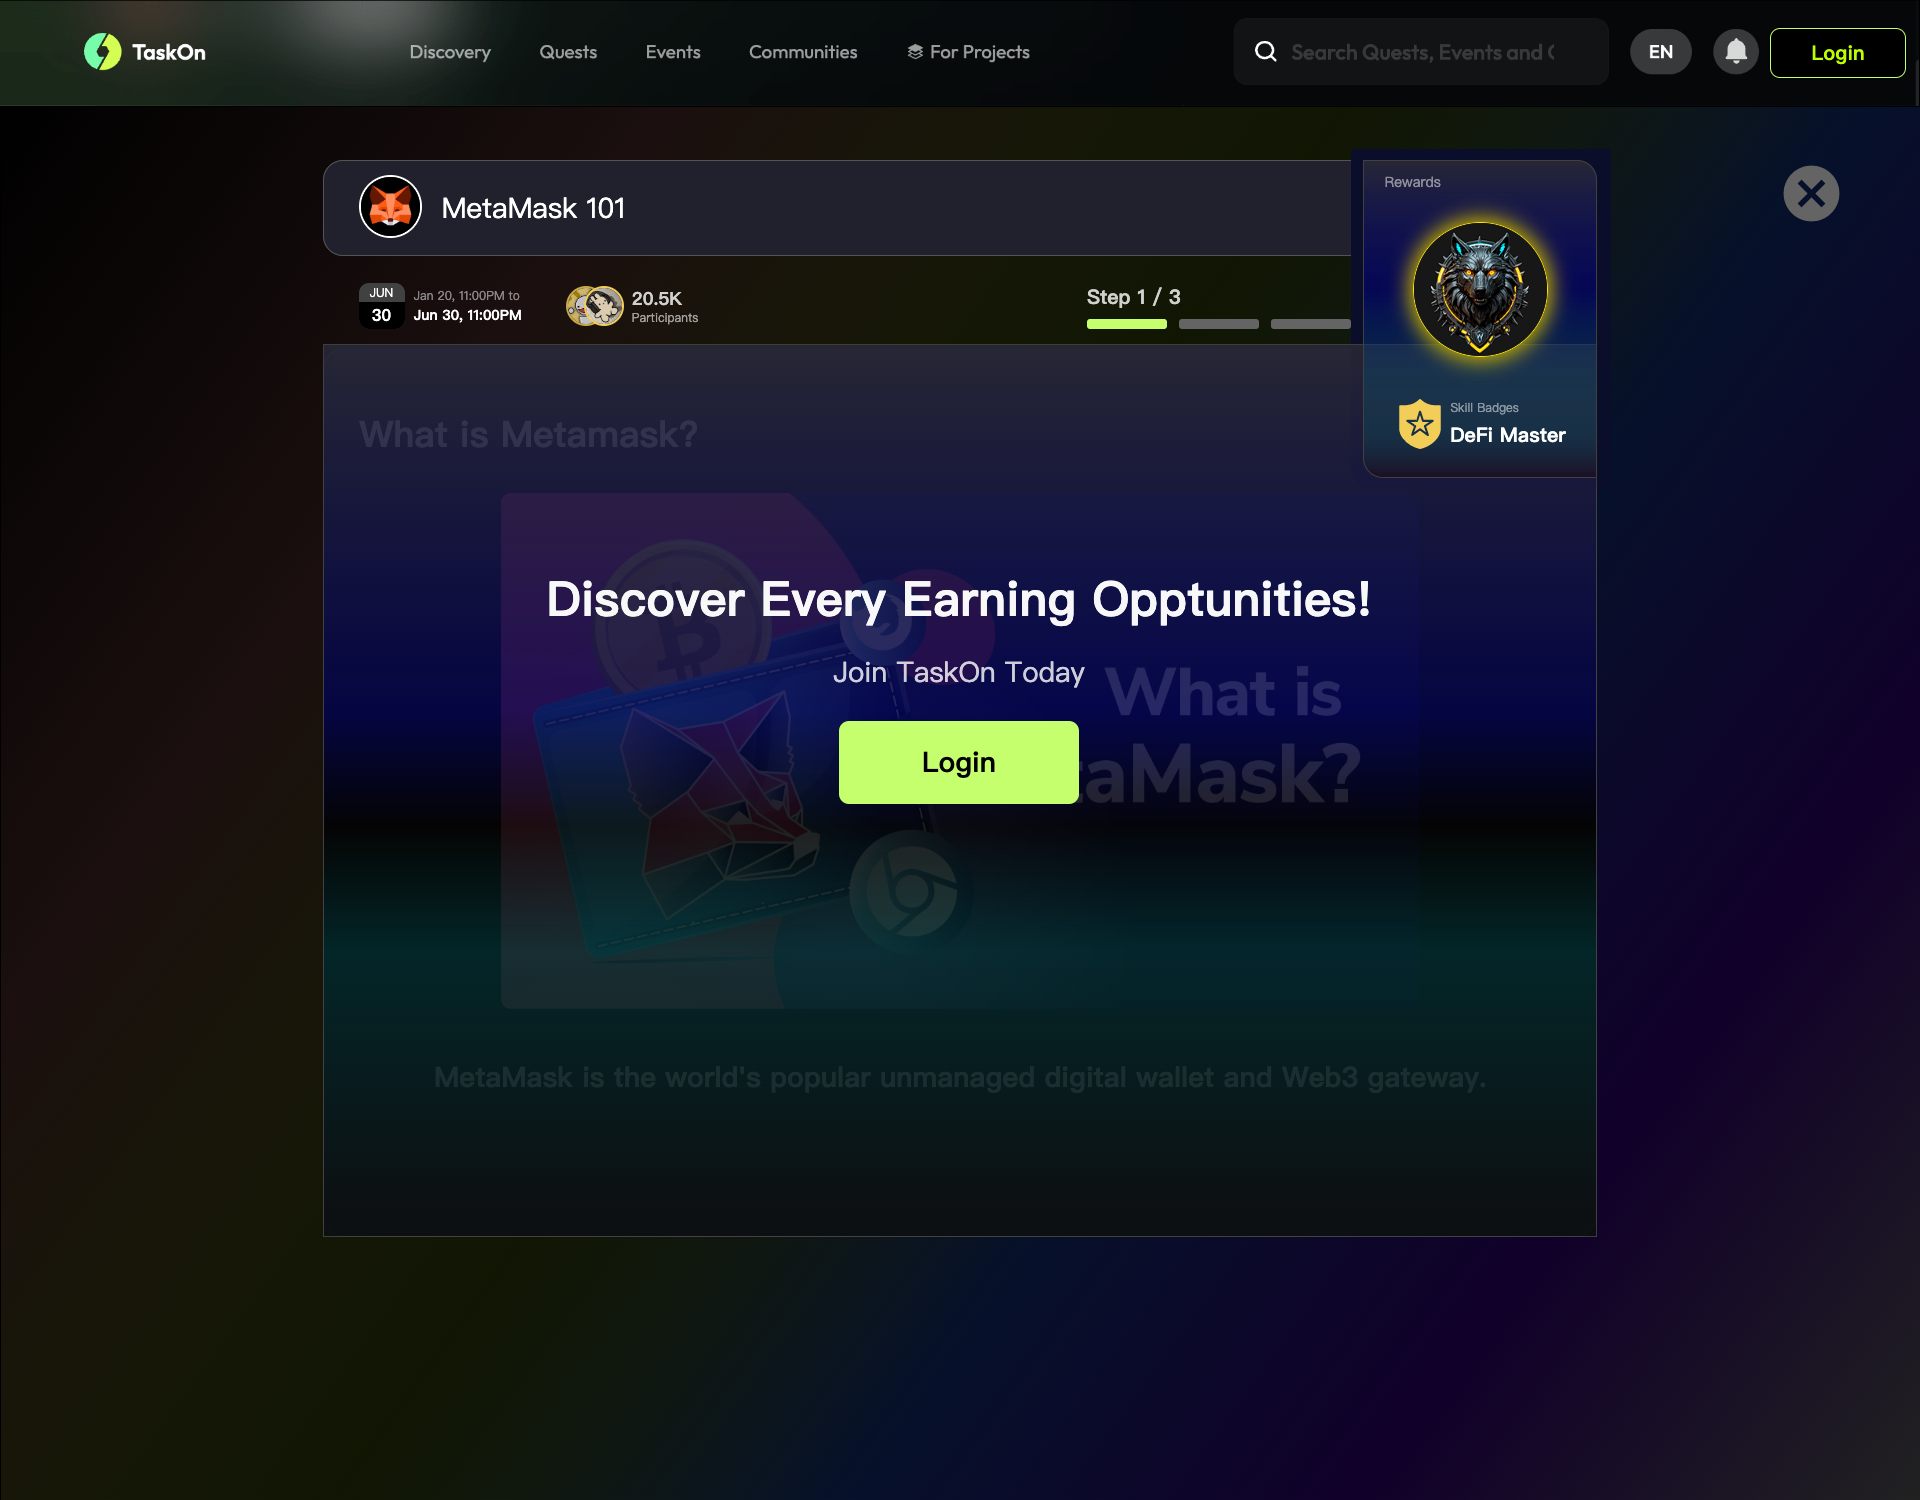 TaskOn
Discovery
Quests
Events
Communities
For Projects
Search Quests, Events and
EN
Login
MetaMask 101
Rewards
JUN
30
Jan 20, 11:00PM to
Jun 30, 11:00PM
20.5K
Participants
Step 1 / 3
Skill Badges
DeFi Master
What is Metamask?
Discover Every Earning Opptunities!
Join TaskOn Today
What is
taMask?
Login
MetaMask is the world's popular unmanaged digital wallet and Web3 gateway.